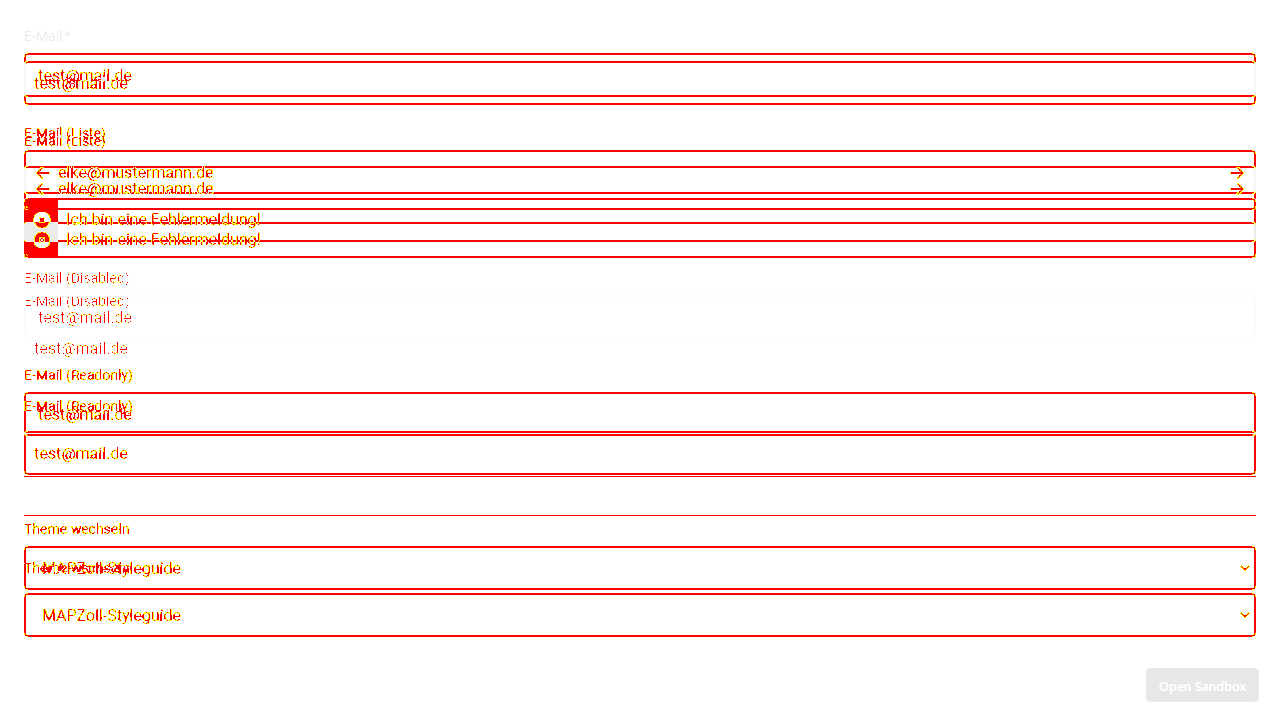 E-Mail *
test@mail.de
test@mail.de
E-Mail (Liste)
E-Mail (Liste)
elke@mustermann.de
elke@mustermann.de
Ich bin eine Fehlermeldung!
Ich bin eine Fehlermeldung!
E-Mail (Disabled)
E-Mail (Disabled)
test@mail.de
test@mail.de
E-Mail (Readonly)
E-Mail (Readonly)
test@mail.de
test@mail.de
Theme wechseln
MAPZoll-Styleguide
Theme wechseln
MAPZoll-Styleguide
Open Sandbox